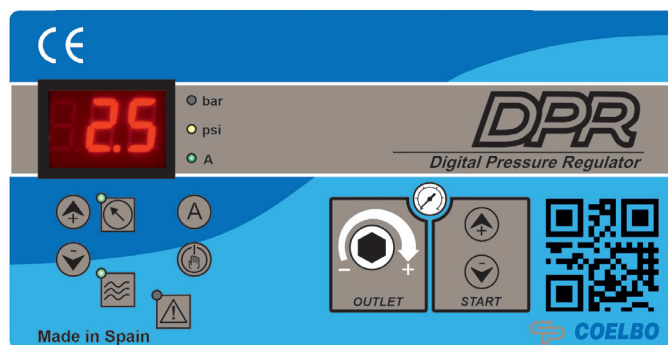 CE
2.5
bar
psi
A
DPR
Digital Pressure Regulator
+
A
-
- +
OUTLET
+
-
START
Made in Spain
COELBO